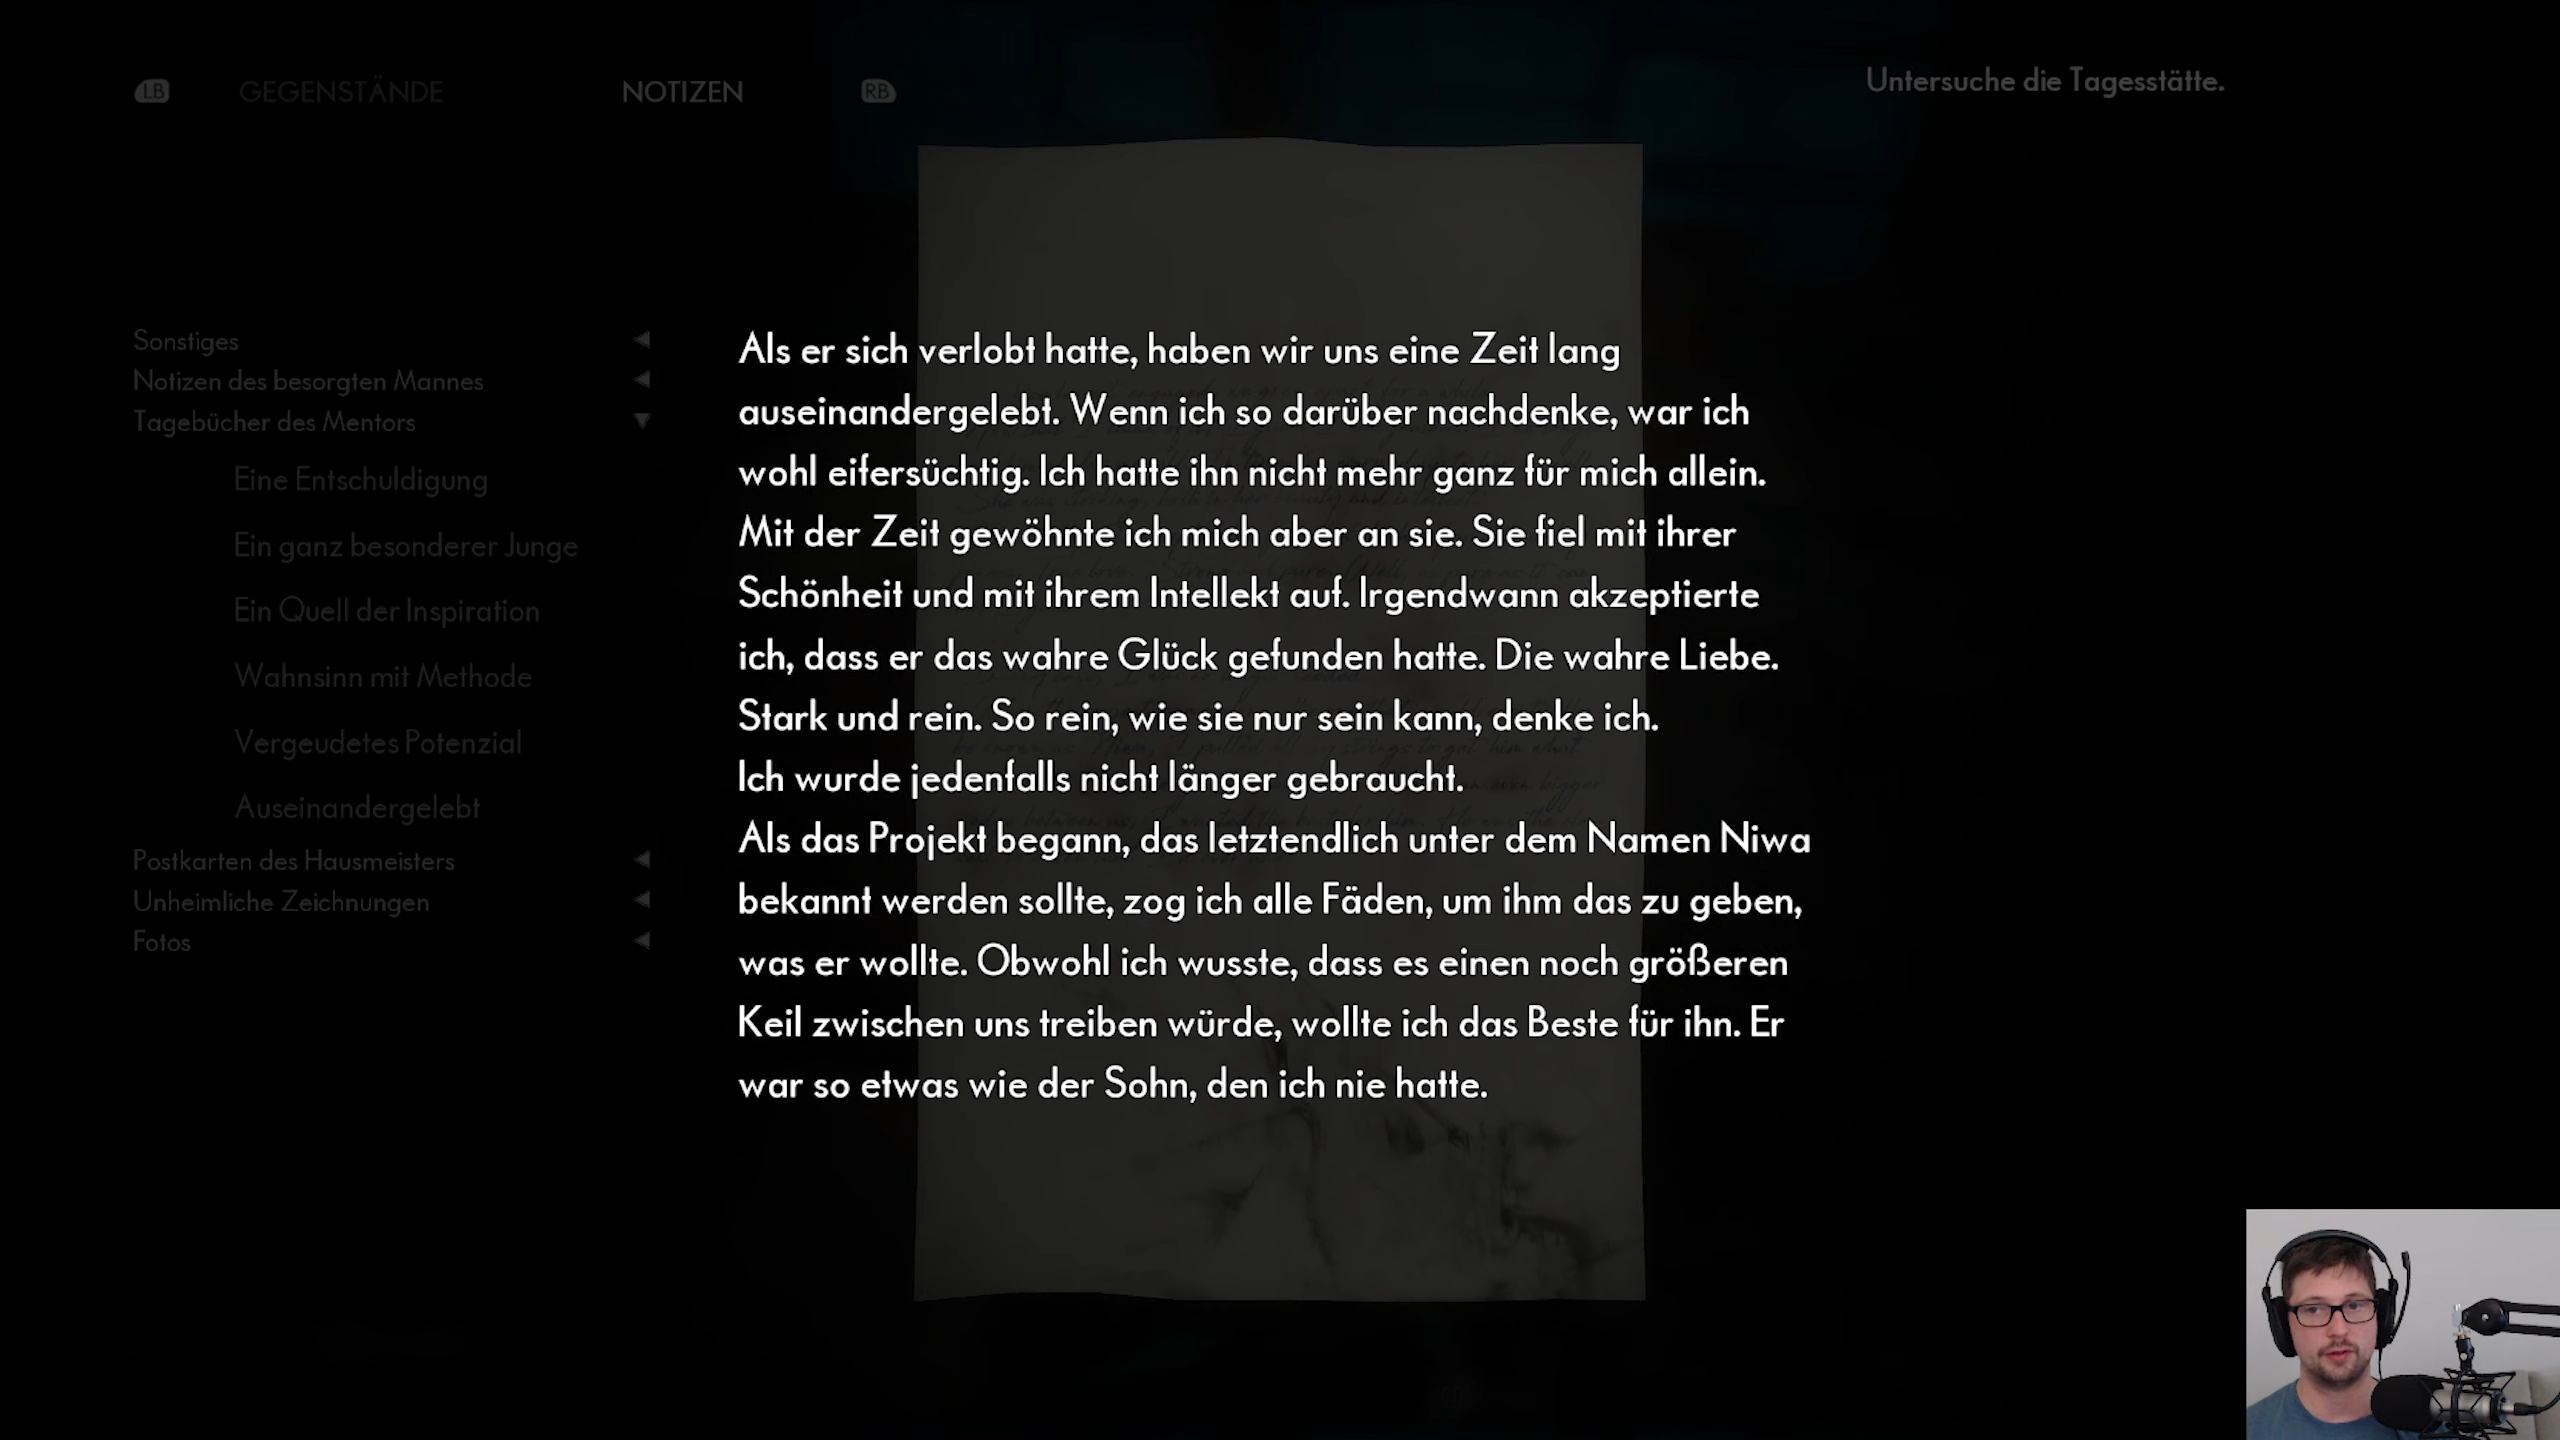 LB
GEGENSTÄNDE
NOTIZEN
RB
Untersuche die Tagesstätte.
Sonstiges
Notizen des besorgten Mannes
Tagebücher des Mentors
Eine Entschuldigung
Ein ganz besonderer Junge
Ein Quell der Inspiration
Wahnsinn mit Methode
Vergeudetes Potenzial
Auseinandergelebt
Postkarten des Hausmeisters
Unheimliche Zeichnungen
Fotos
Als er sich verlobt hatte, haben wir uns eine Zeit lang
auseinandergelebt. Wenn ich so darüber nachdenke, war ich
wohl eifersüchtig. Ich hatte ihn nicht mehr ganz für mich allein.
Mit der Zeit gewöhnte ich mich aber an sie. Sie fiel mit ihrer
Schönheit und mit ihrem Intellekt auf. Irgendwann akzeptierte
ich, dass er das wahre Glück gefunden hatte. Die wahre Liebe.
Stark und rein. So rein, wie sie nur sein kann, denke ich.
Ich wurde jedenfalls nicht länger gebraucht.
Als das Projekt begann, das letztendlich unter dem Namen Niwa
bekannt werden sollte, zog ich alle Fäden, um ihm das zu geben,
was er wollte. Obwohl ich wusste, dass es einen noch größeren
Keil zwischen uns treiben würde, wollte ich das Beste für ihn. Er
war so etwas wie der Sohn, den ich nie hatte.